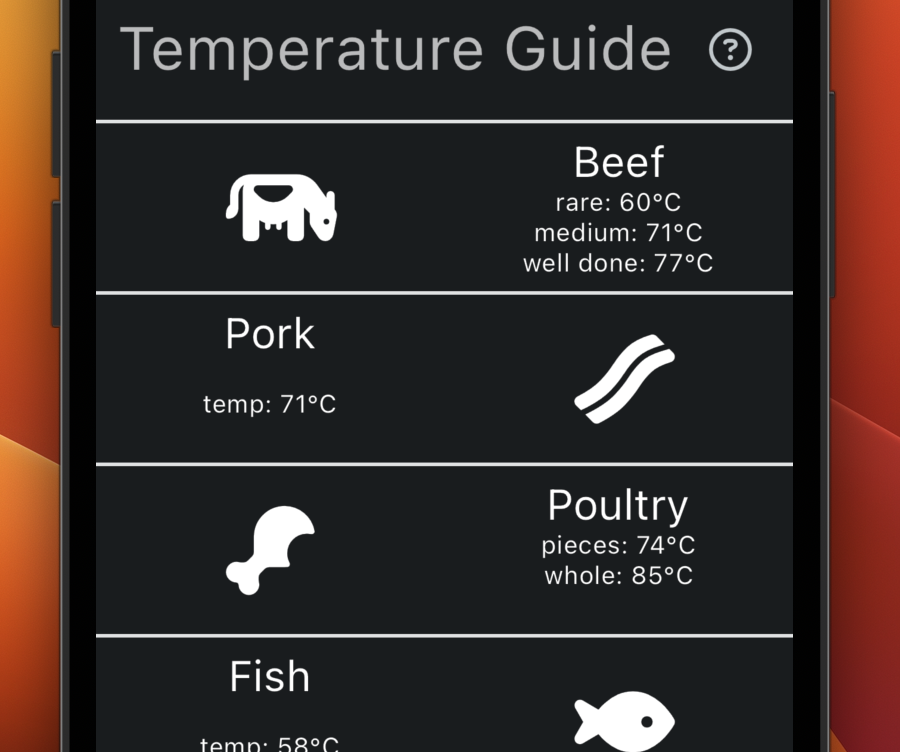 Temperature Guide
Beef
rare: 60°C
medium: 71°C
well done: 77°C
Pork
temp: 71°C
Poultry
pieces: 74°C
whole: 85°C
Fish
temp: 58°C